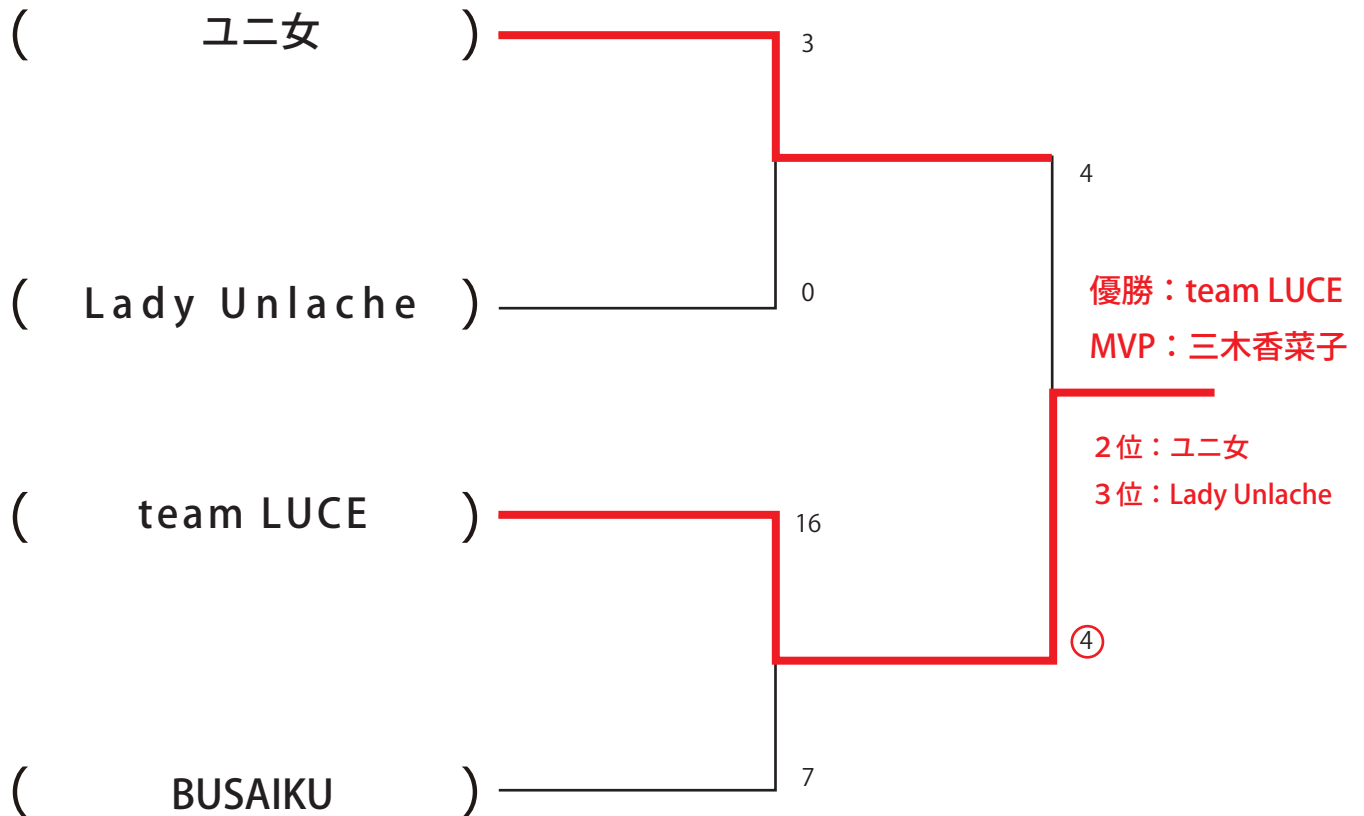 ( ユニ女 )
3
4
( Lady Unlache )
0
優勝：team LUCE
MVP：三木香菜子
２位：ユニ女
３位：Lady Unlache
( team LUCE )
16
4
( BUSAIKU )
7